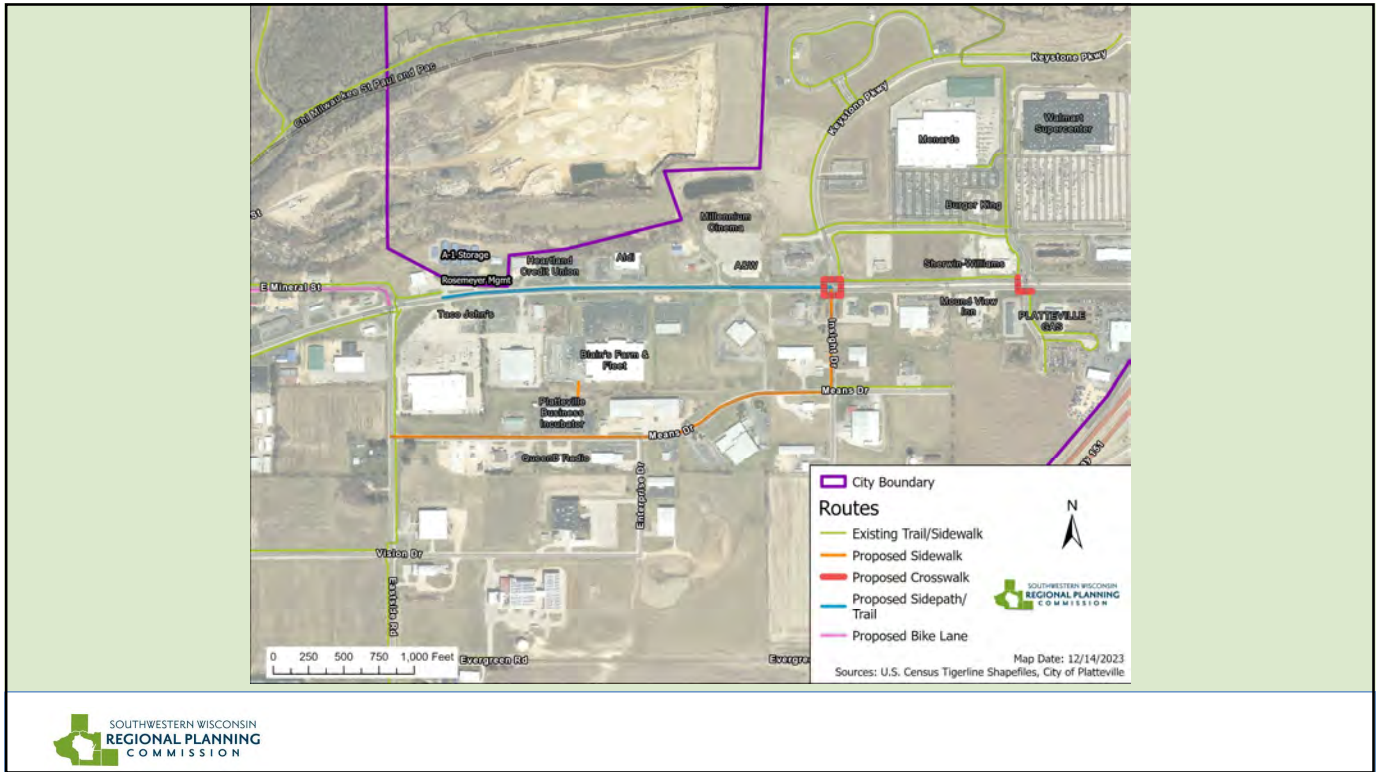 Chi Milwaukee St Paul and Pac
Keystone Pkwy
Keystone Pkwy
Menards
Walmart
Supercenter
Burger King
St
Millennium
Cinema
A-1 Storage
Heartland
Credit Union
Aldi
A&W
Sherwin-Williams
Rosemeyer Mgmt
E Mineral St
Taco John's
Mound View
Inn
PLATTEVILLE
GAS
Insight Dr
Blain's Farm &
Fleet
Means Dr
Platteville
Business
Incubator
Means Dr
QueenB Radio
Enterprise Dr
Vision Dr
Eastside Rd
Evergreen Rd
Evergre
y 151
City Boundary
Routes
Existing Trail/Sidewalk
Proposed Sidewalk
Proposed Crosswalk
Proposed Sidepath/
Trail
Proposed Bike Lane
N
SOUTHWESTERN WISCONSIN
REGIONAL PLANNING
COMMISSION
Map Date: 12/14/2023
Sources: U.S. Census Tigerline Shapefiles, City of Platteville
0 250 500 750 1,000 Feet
SOUTHWESTERN WISCONSIN
REGIONAL PLANNING
COMMISSION